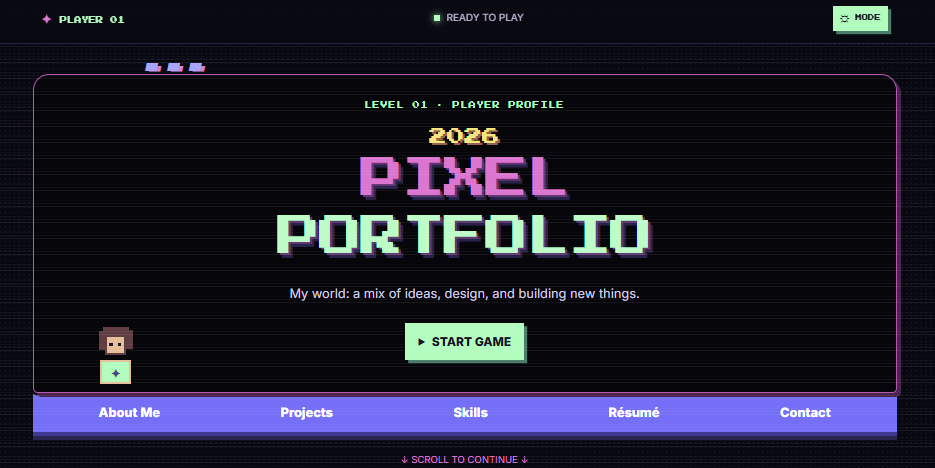 ✦ PLAYER 01
READY TO PLAY
MODE
LEVEL 01 · PLAYER PROFILE
2026
PIXEL
PORTFOLIO
My world: a mix of ideas, design, and building new things.
▶ START GAME
About Me
Projects
Skills
Résumé
Contact
↓ SCROLL TO CONTINUE ↓